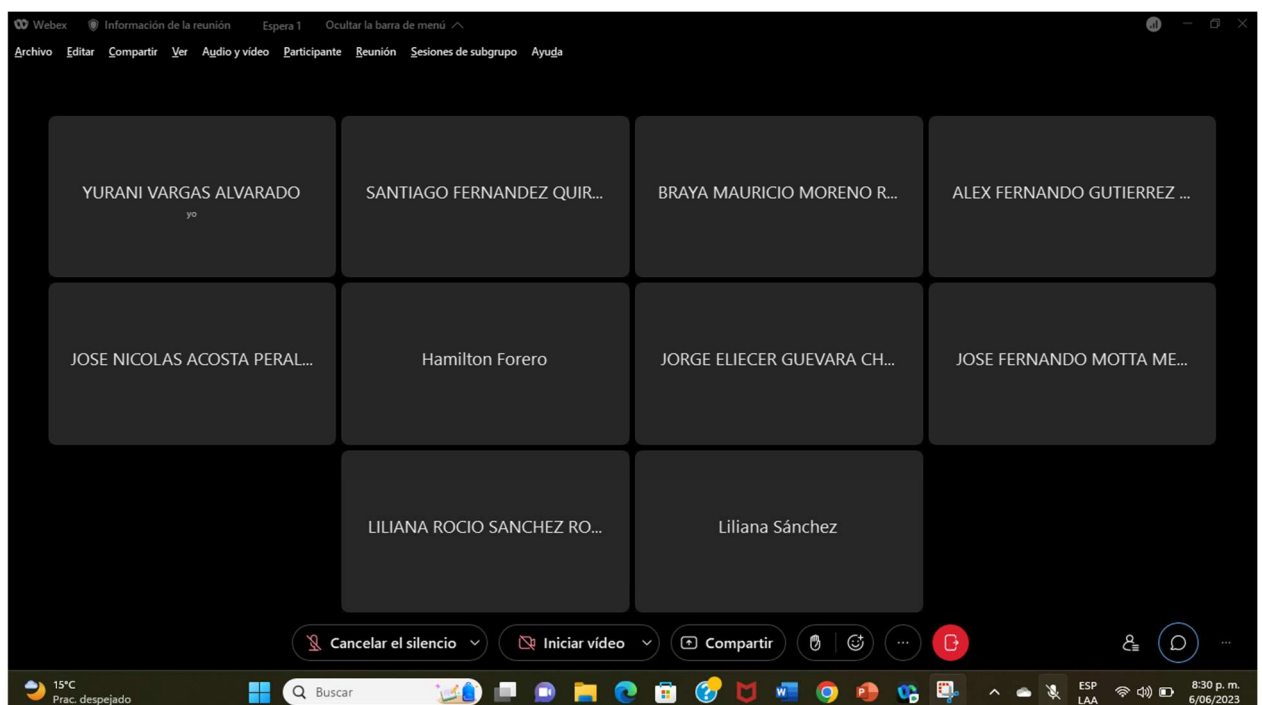 Webex Información de la reunión Espera 1 Ocultar la barra de menú
Archivo Editar Compartir Ver Audio y vídeo Participante Reunión Sesiones de subgrupo Ayuda
YURANI VARGAS ALVARADO
yo
SANTIAGO FERNANDEZ QUIR...
BRAYA MAURICIO MORENO R...
ALEX FERNANDO GUTIERREZ ...
JOSE NICOLAS ACOSTA PERAL...
Hamilton Forero
JORGE ELIECER GUEVARA CH...
JOSE FERNANDO MOTTA ME...
LILIANA ROCIO SANCHEZ RO...
Liliana Sánchez
Cancelar el silencio
Iniciar vídeo
Compartir
15°C
Prac. despejado
Buscar
ESP
LAA
8:30 p. m.
6/06/2023